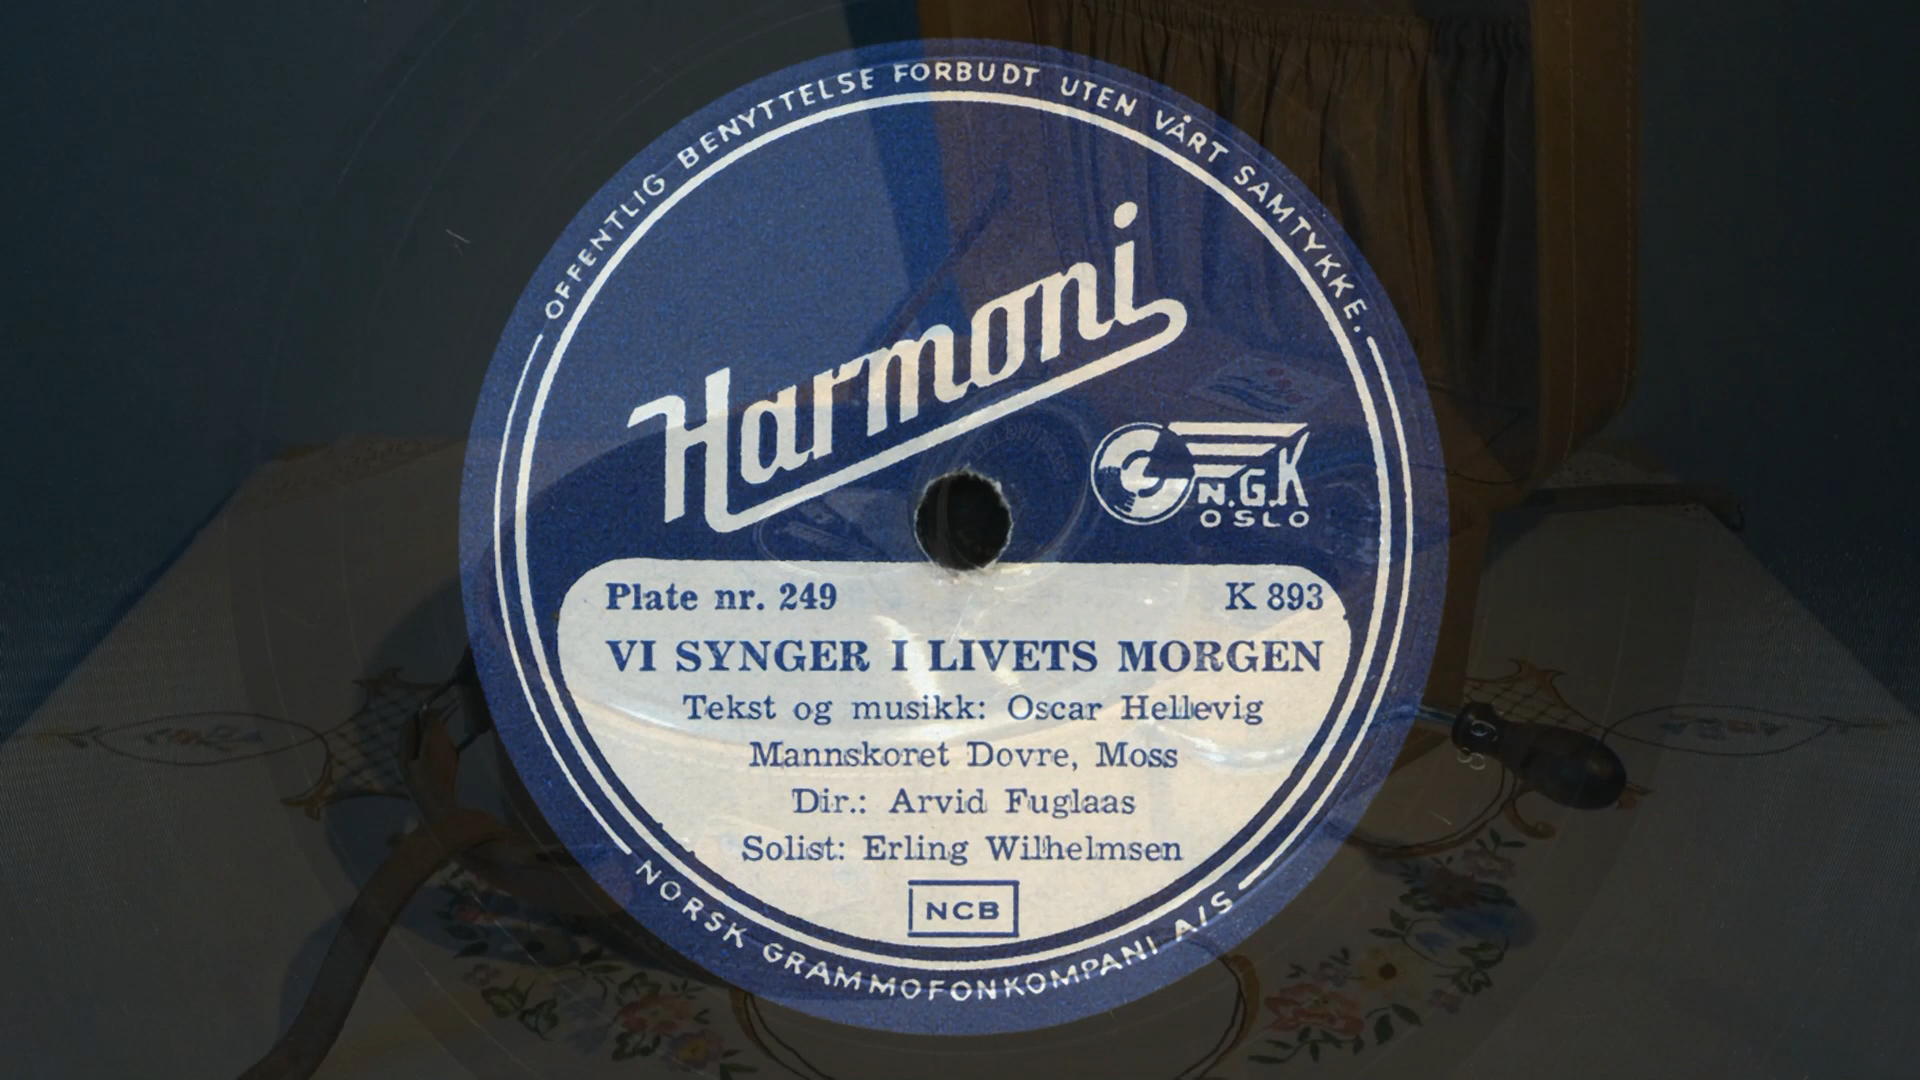 OFFENTLIG BENYTTELSE FORBUDT UTEN VÅRT SAMTYKKE.
Harmoni
N.G.K
OSLO
Plate nr. 249 K 893
VI SYNGER I LIVETS MORGEN
Tekst og musikk: Oscar Hellevig
Mannskoret Dovre, Moss
Dir.: Arvid Fuglaas
Solist: Erling Wilhelmsen
NCB
NORSK GRAMMOFONKOMPANI A/S